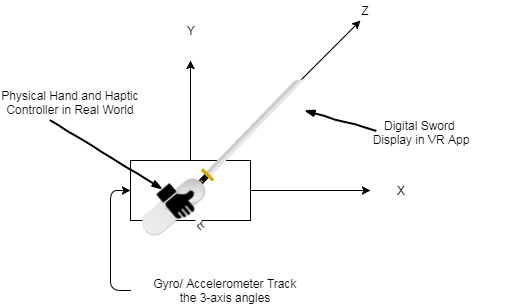 Z
Y
Physical Hand and Haptic
Controller in Real World
Digital Sword
Display in VR App
X
Gyro/ Accelerometer Track
the 3-axis angles